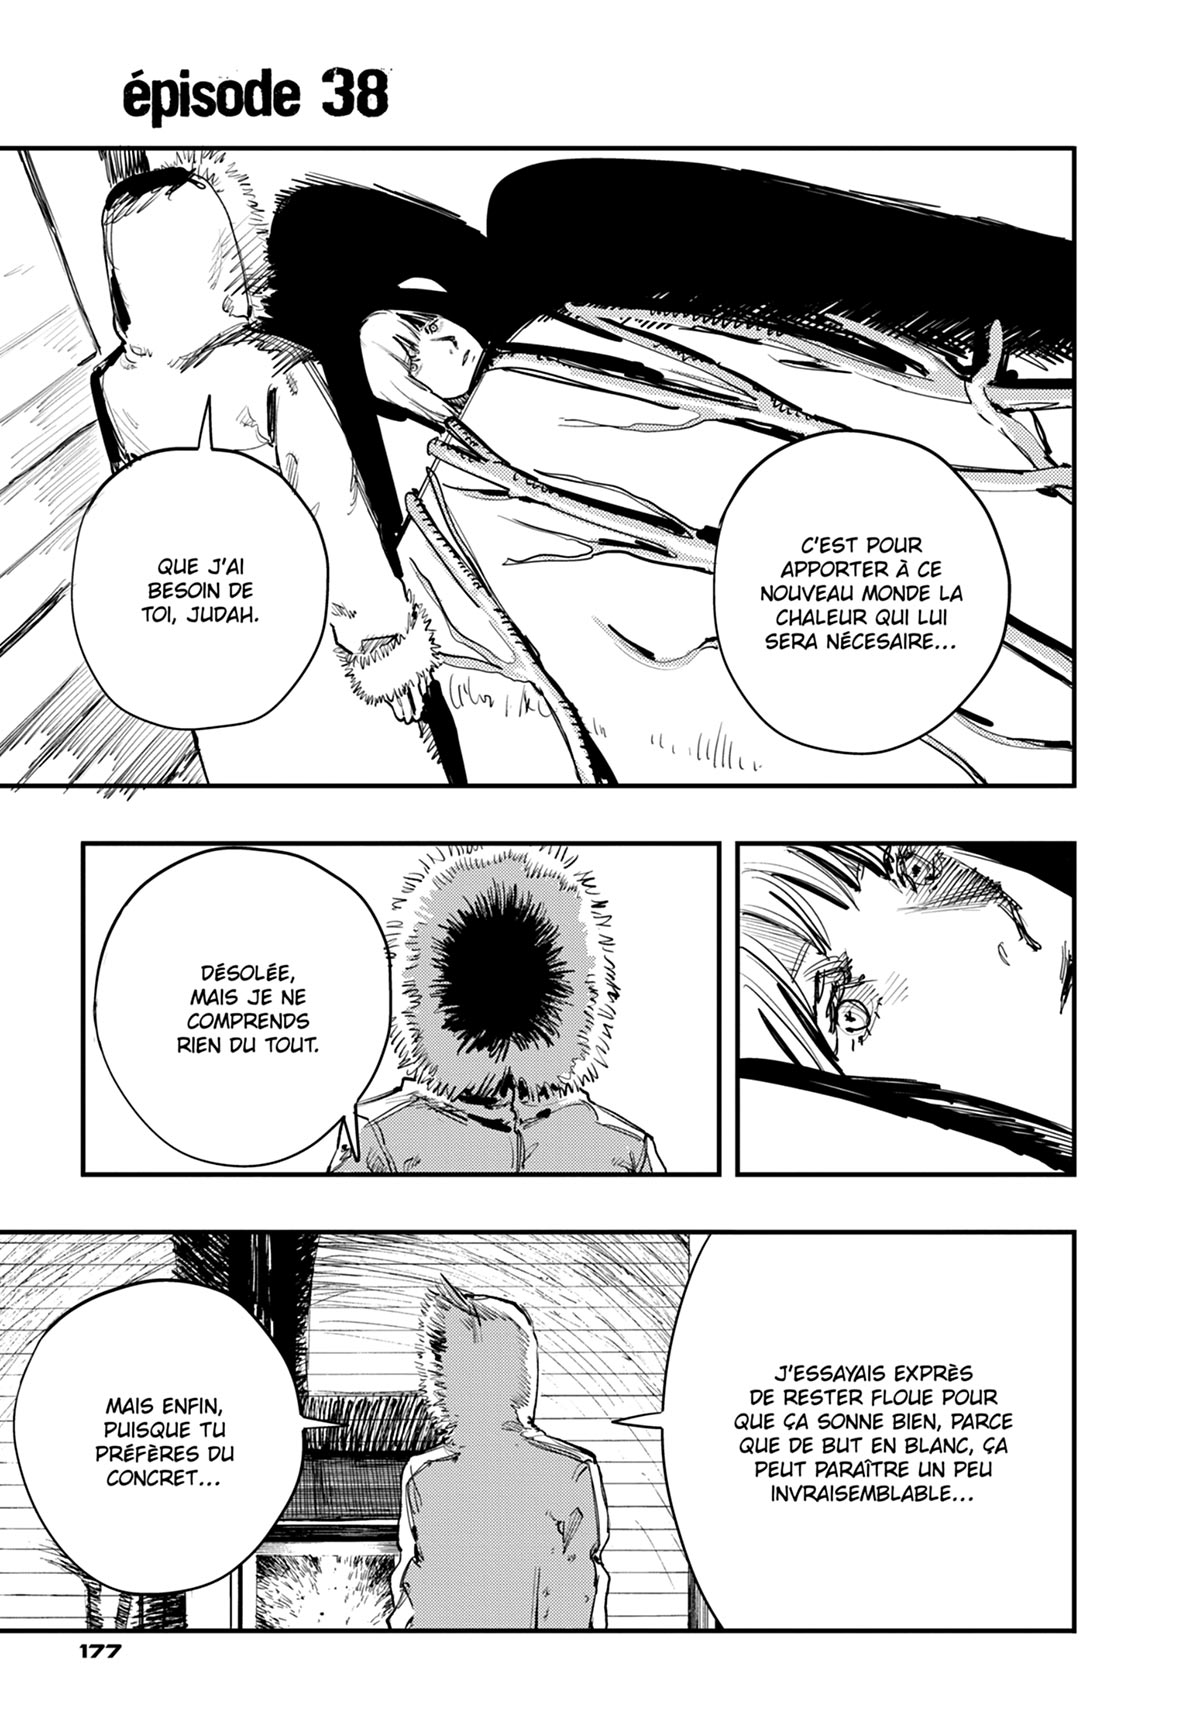 épisode 38
C'EST POUR
APPORTER À CE
NOUVEAU MONDE LA
CHALEUR QUI LUI
SERA NÉCESAIRE...
QUE J'AI
BESOIN DE
TOI, JUDAH.
DÉSOLÉE,
MAIS JE NE
COMPRENDS
RIEN DU TOUT.
J'ESSAYAIS EXPRÈS
DE RESTER FLOUE POUR
QUE ÇA SONNE BIEN, PARCE
QUE DE BUT EN BLANC, ÇA
PEUT PARAÎTRE UN PEU
INVRAISEMBLABLE...
MAIS ENFIN,
PUISQUE TU
PRÉFÈRES DU
CONCRET...
177